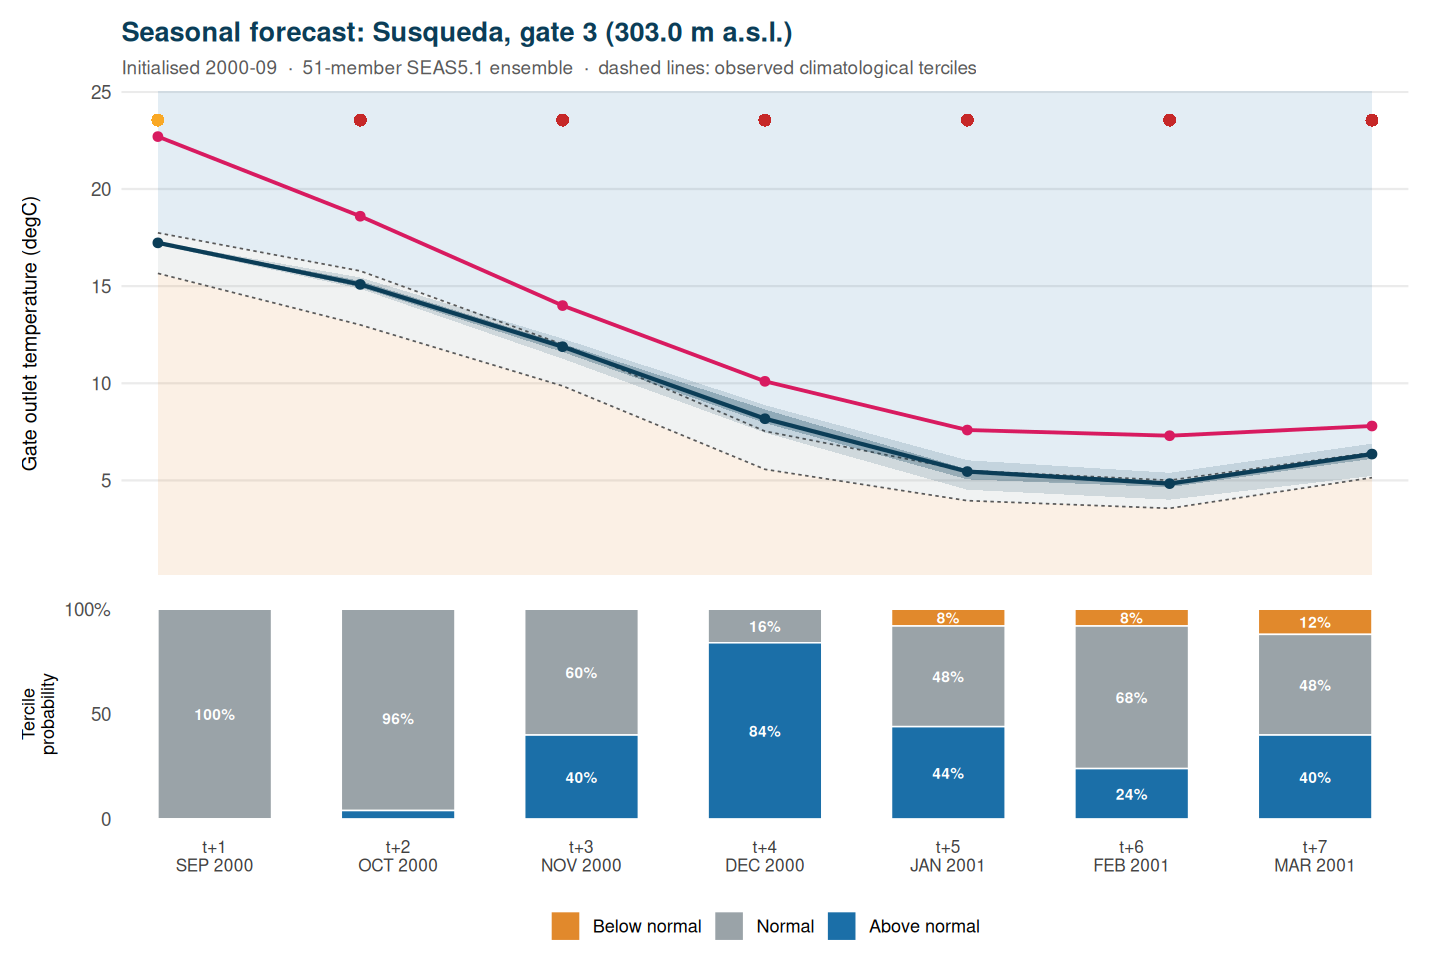 Seasonal forecast: Susqueda, gate 3 (303.0 m a.s.l.)
Initialised 2000-09 · 51-member SEAS5.1 ensemble · dashed lines: observed climatological terciles
Gate outlet temperature (degC)
25
20
15
10
5
Tercile
probability
100%
50
0
100%
96%
60%
40%
16%
84%
8%
48%
44%
8%
68%
24%
12%
48%
40%
t+1
SEP 2000
t+2
OCT 2000
t+3
NOV 2000
t+4
DEC 2000
t+5
JAN 2001
t+6
FEB 2001
t+7
MAR 2001
Below normal
Normal
Above normal